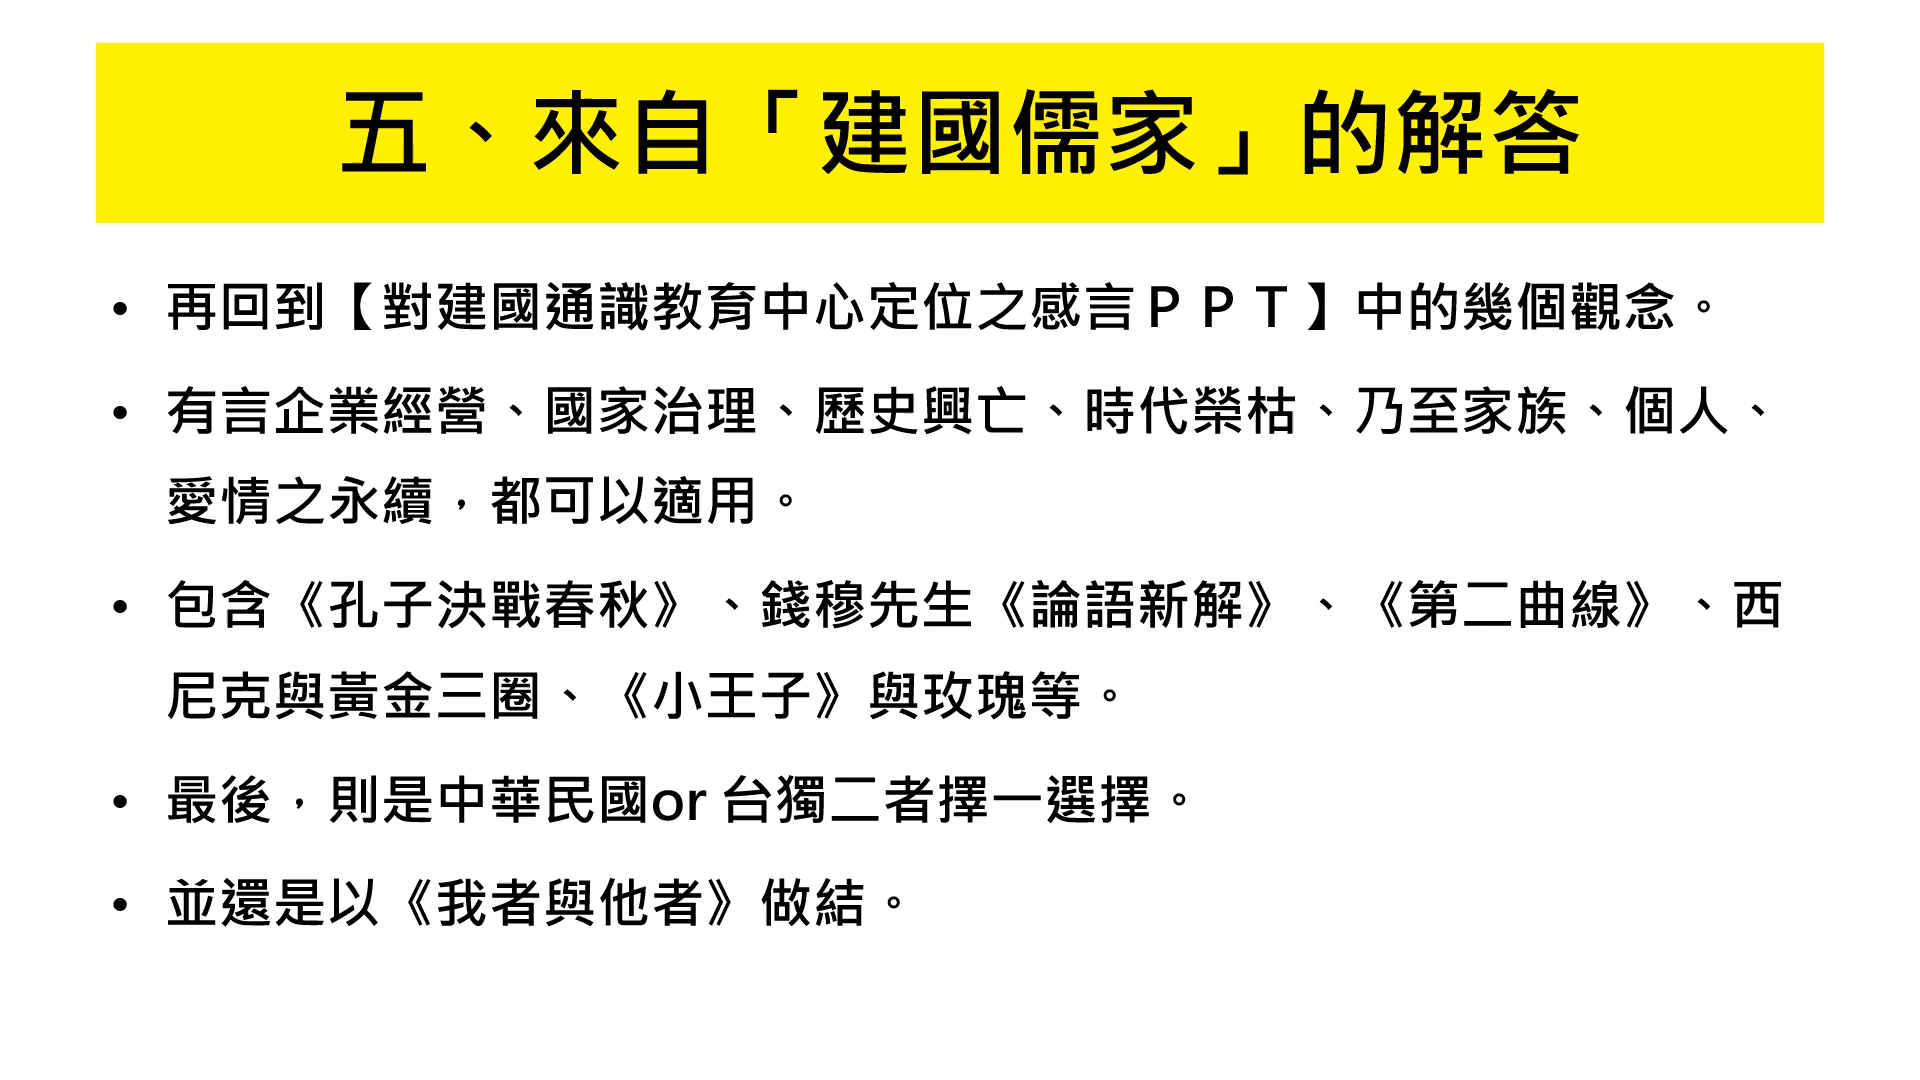 五、來自「建國儒家」的解答
• 再回到【對建國通識教育中心定位之感言ＰＰＴ】中的幾個觀念。
• 有言企業經營、國家治理、歷史興亡、時代榮枯、乃至家族、個人、
愛情之永續，都可以適用。
• 包含《孔子決戰春秋》、錢穆先生《論語新解》、《第二曲線》、西
尼克與黃金三圈、《小王子》與玫瑰等。
• 最後，則是中華民國or 台獨二者擇一選擇。
• 並還是以《我者與他者》做結。